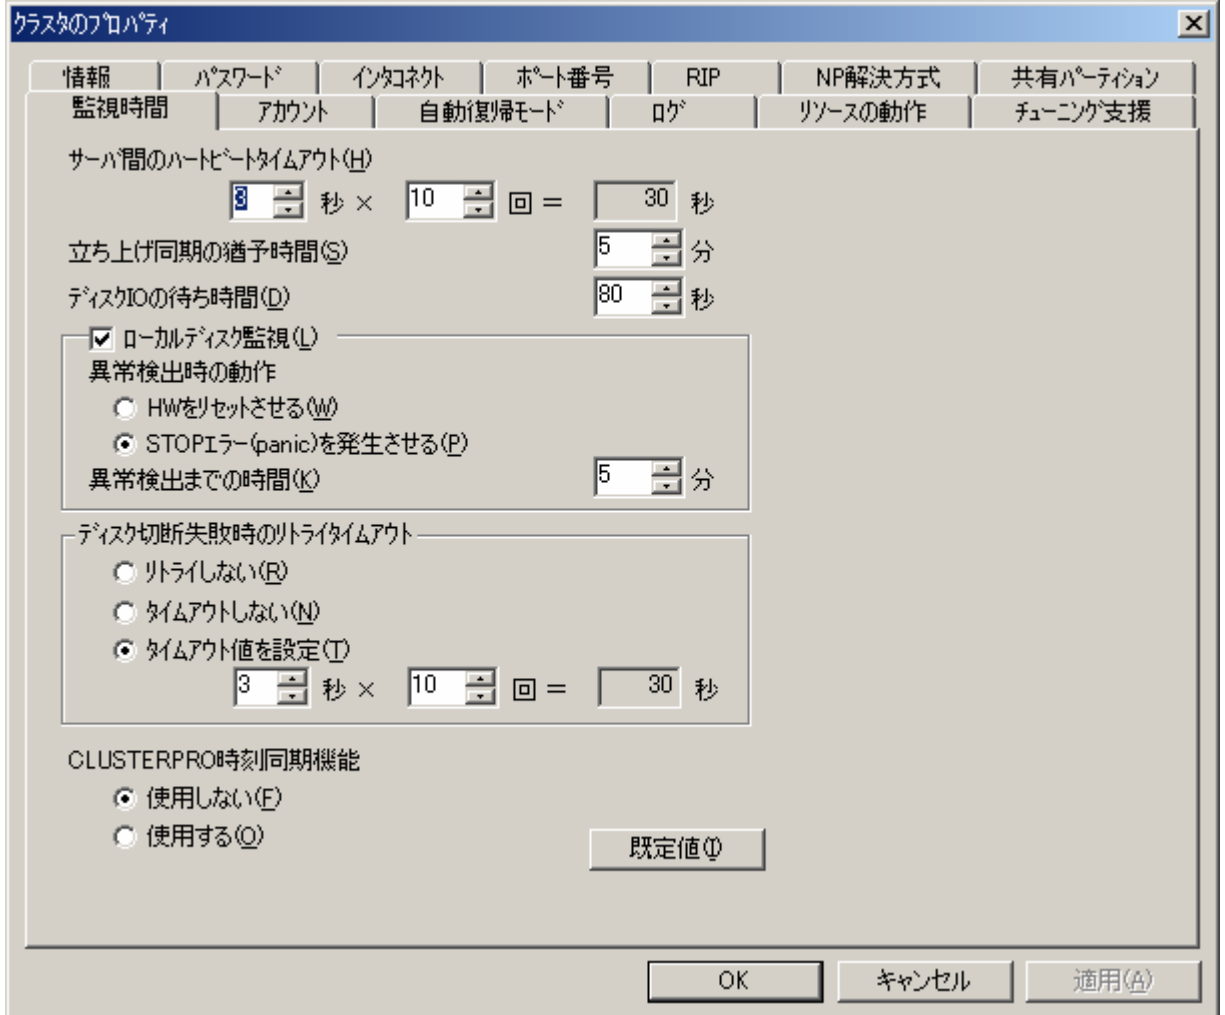 クラスタのプロパティ
情報 パスワード インタコネクト ポート番号 RIP NP解決方式 共有パーティション
監視時間 アカウント 自動復帰モード ログ リソースの動作 チューニング支援
サーバ間のハートビートタイムアウト(H)
3 秒 × 10 回 = 30 秒
立ち上げ同期の猶予時間(S) 5 分
ディスクIOの待ち時間(D) 80 秒
ローカルディスク監視(L)
異常検出時の動作
HWをリセットさせる(W)
STOPエラー(panic)を発生させる(P)
異常検出までの時間(K) 5 分
ディスク切断失敗時のリトライタイムアウト
リトライしない(R)
タイムアウトしない(N)
タイムアウト値を設定(T)
3 秒 × 10 回 = 30 秒
CLUSTERPRO時刻同期機能
使用しない(F)
使用する(O)
既定値(I)
OK キャンセル 適用(A)